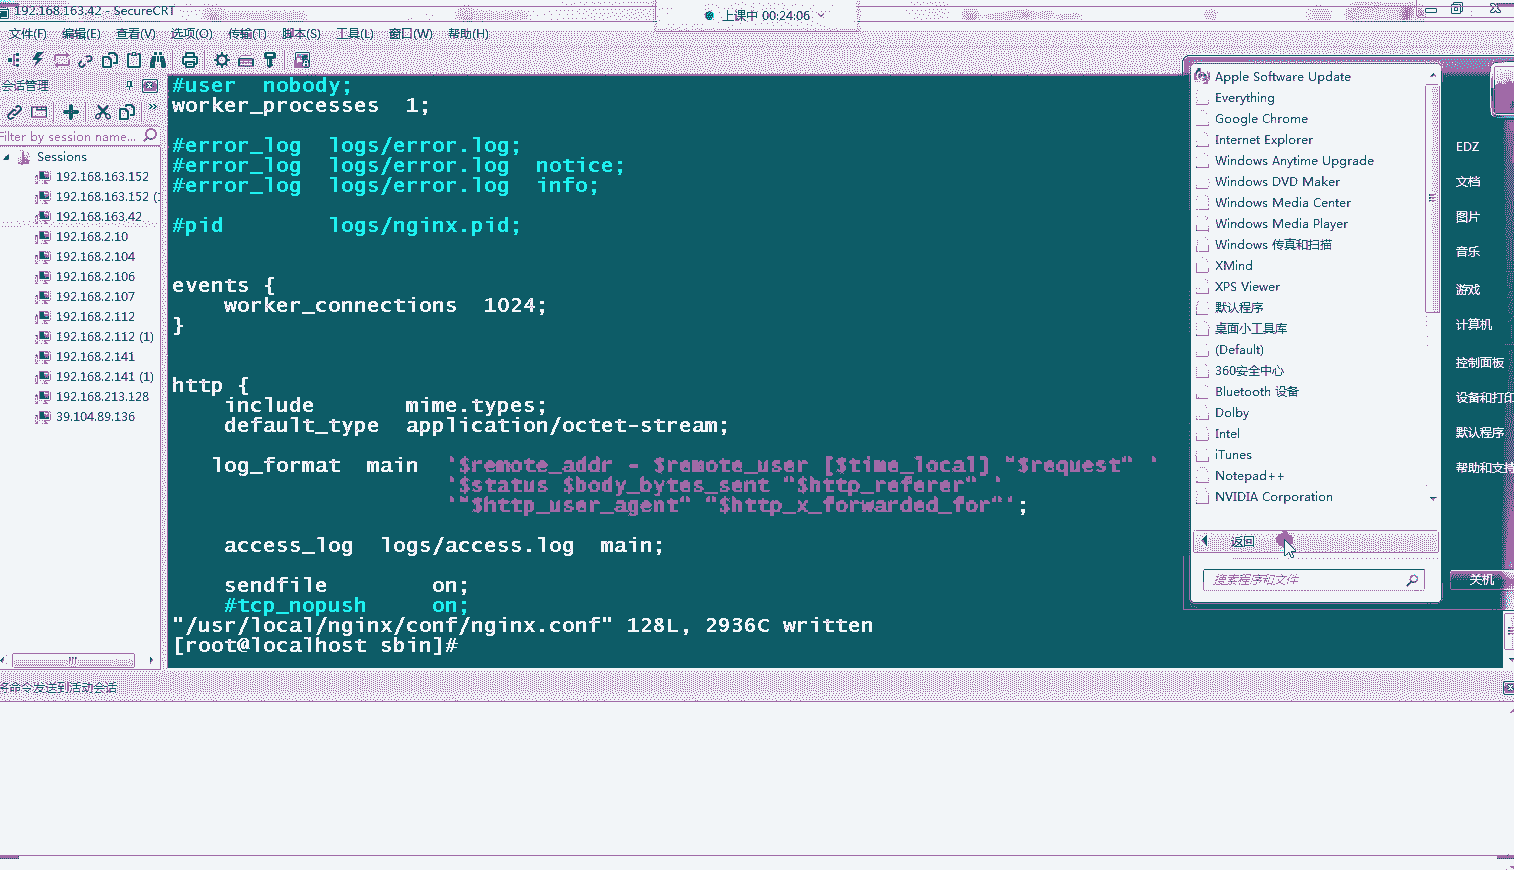 192.168.163.42 - SecureCRT
上课中 00:24:06
文件(F) 编辑(E) 查看(V) 选项(O) 传输(T) 脚本(S) 工具(L) 窗口(W) 帮助(H)
会话管理
Filter by session name...
Sessions
192.168.163.152
192.168.163.152 (
192.168.163.42
192.168.2.10
192.168.2.104
192.168.2.106
192.168.2.107
192.168.2.112
192.168.2.112 (1)
192.168.2.141
192.168.2.141 (1)
192.168.213.128
39.104.89.136
#user  nobody;
worker_processes  1;
#error_log  logs/error.log;
#error_log  logs/error.log  notice;
#error_log  logs/error.log  info;
#pid        logs/nginx.pid;
events {
    worker_connections  1024;
}
http {
    include       mime.types;
    default_type  application/octet-stream;
   log_format  main  '$remote_addr - $remote_user [$time_local] "$request" '
                     '$status $body_bytes_sent "$http_referer" '
                     '"$http_user_agent" "$http_x_forwarded_for"';
    access_log  logs/access.log  main;
    sendfile        on;
    #tcp_nopush     on;
"/usr/local/nginx/conf/nginx.conf" 128L, 2936C written
[root@localhost sbin]#
Apple Software Update
Everything
Google Chrome
Internet Explorer
Windows Anytime Upgrade
Windows DVD Maker
Windows Media Center
Windows Media Player
Windows 传真和扫描
XMind
XPS Viewer
默认程序
桌面小工具库
(Default)
360安全中心
Bluetooth 设备
Dolby
Intel
iTunes
Notepad++
NVIDIA Corporation
返回
搜索程序和文件
EDZ
文档
图片
音乐
游戏
计算机
控制面板
设备和打印
默认程序
帮助和支持
关机
将命令发送到活动会话